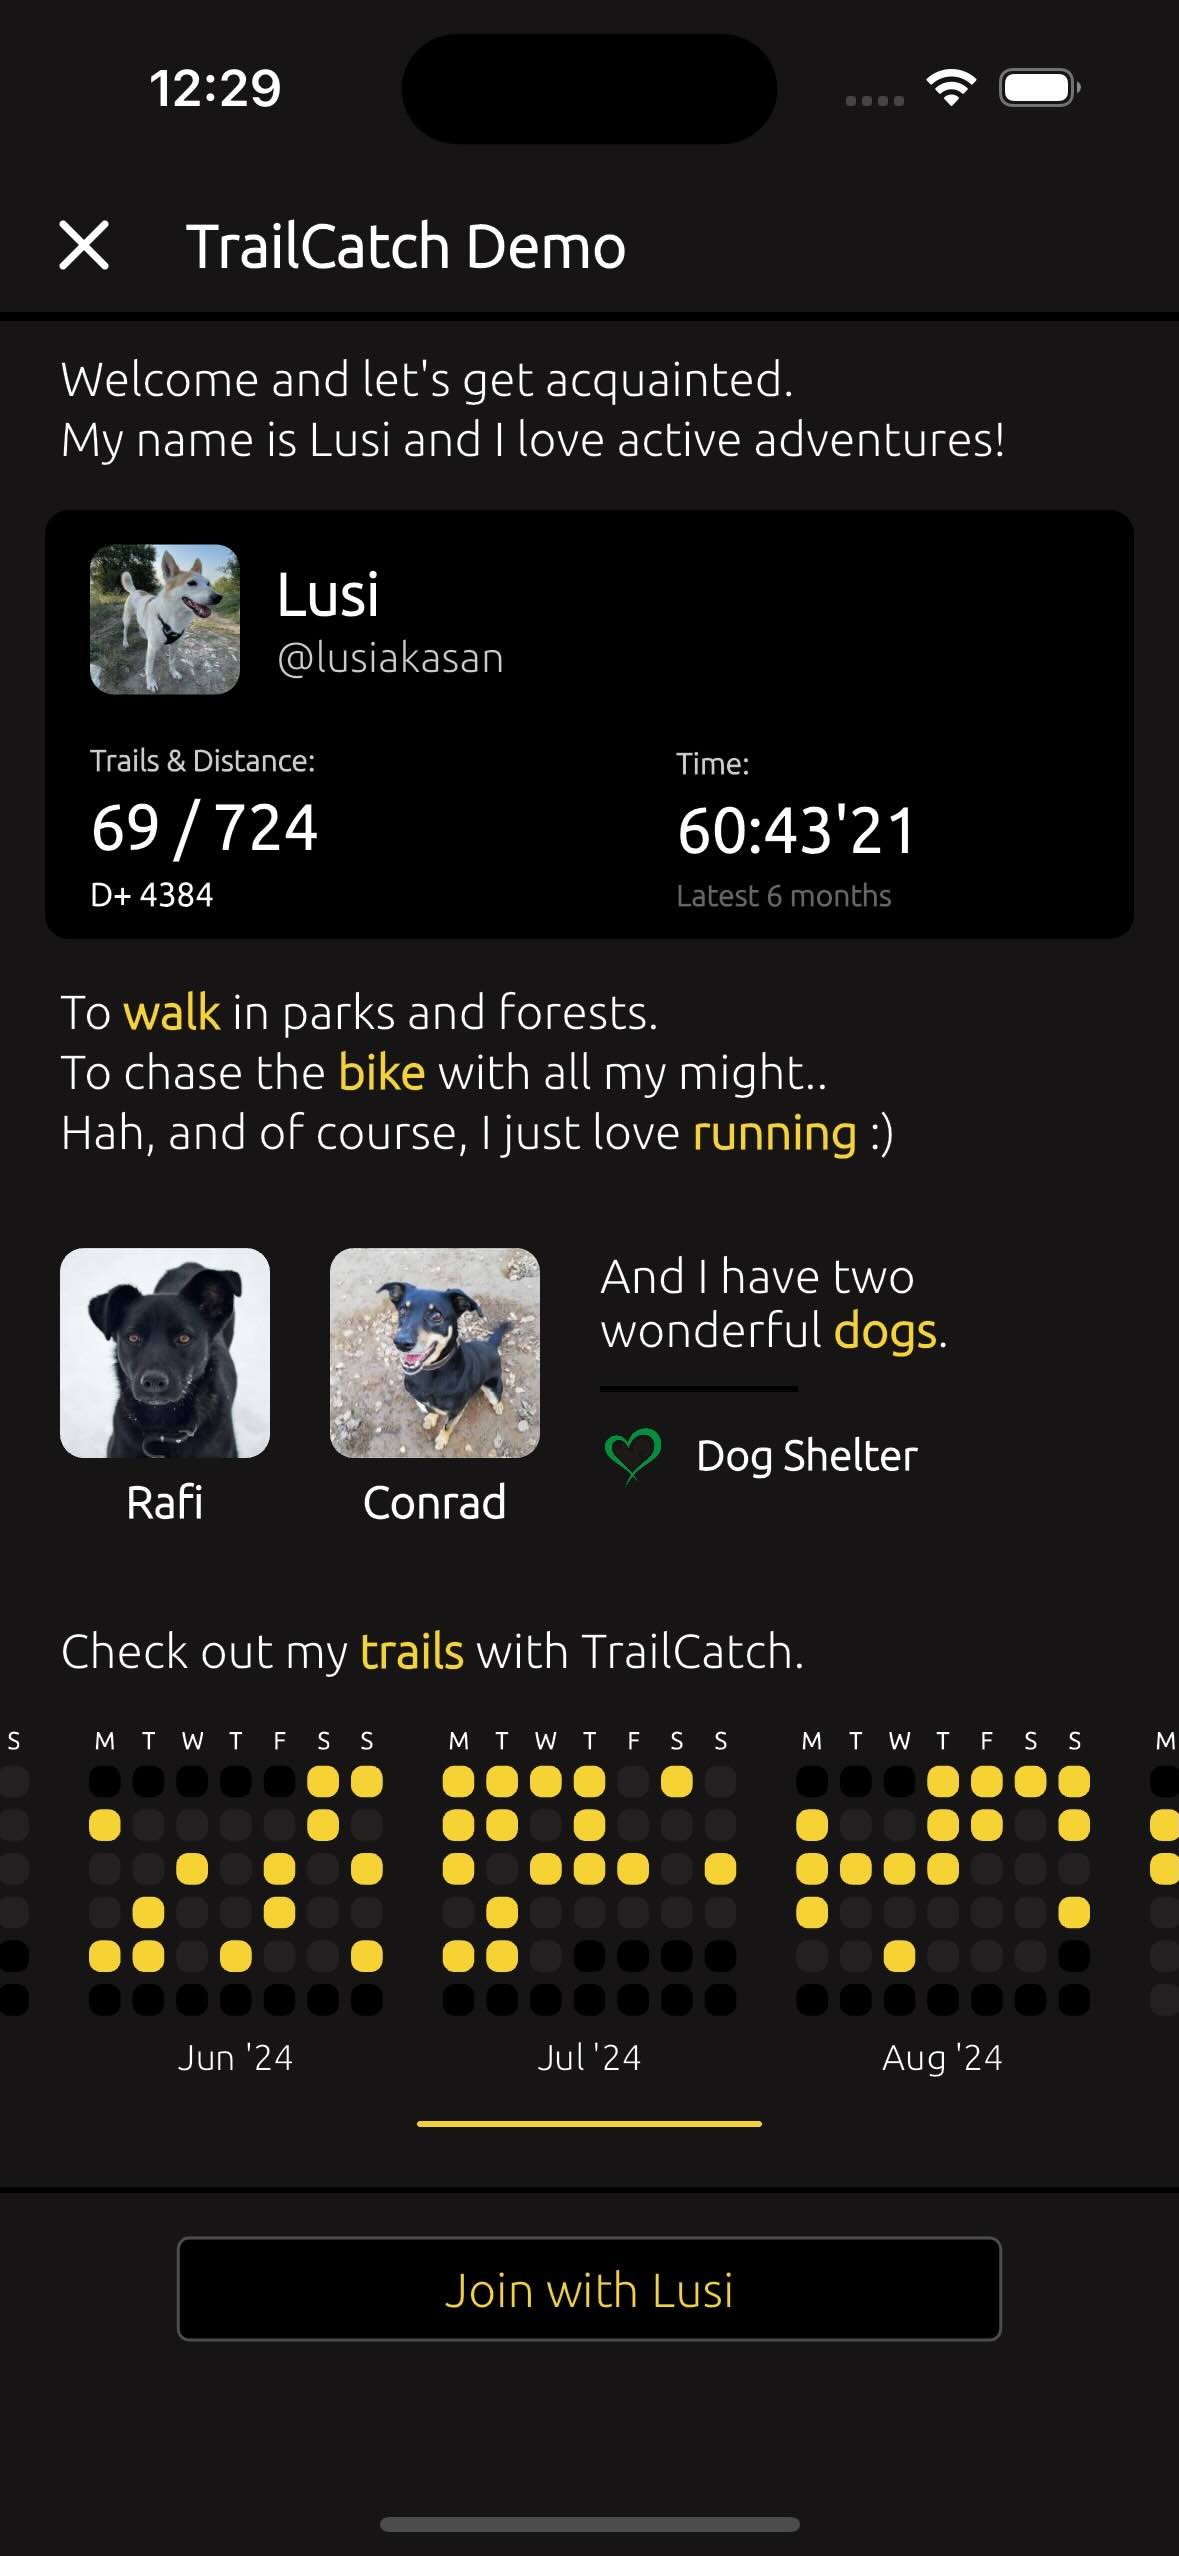 12:29
TrailCatch Demo
Welcome and let's get acquainted.
My name is Lusi and I love active adventures!
Lusi
@lusiakasan
Trails & Distance:
69 / 724
D+ 4384
Time:
60:43'21
Latest 6 months
To walk in parks and forests.
To chase the bike with all my might..
Hah, and of course, I just love running :)
Rafi
Conrad
And I have two
wonderful dogs.
Dog Shelter
Check out my trails with TrailCatch.
S M T W T F S S M T W T F S S M T W T F S S M
Jun '24 Jul '24 Aug '24
Join with Lusi